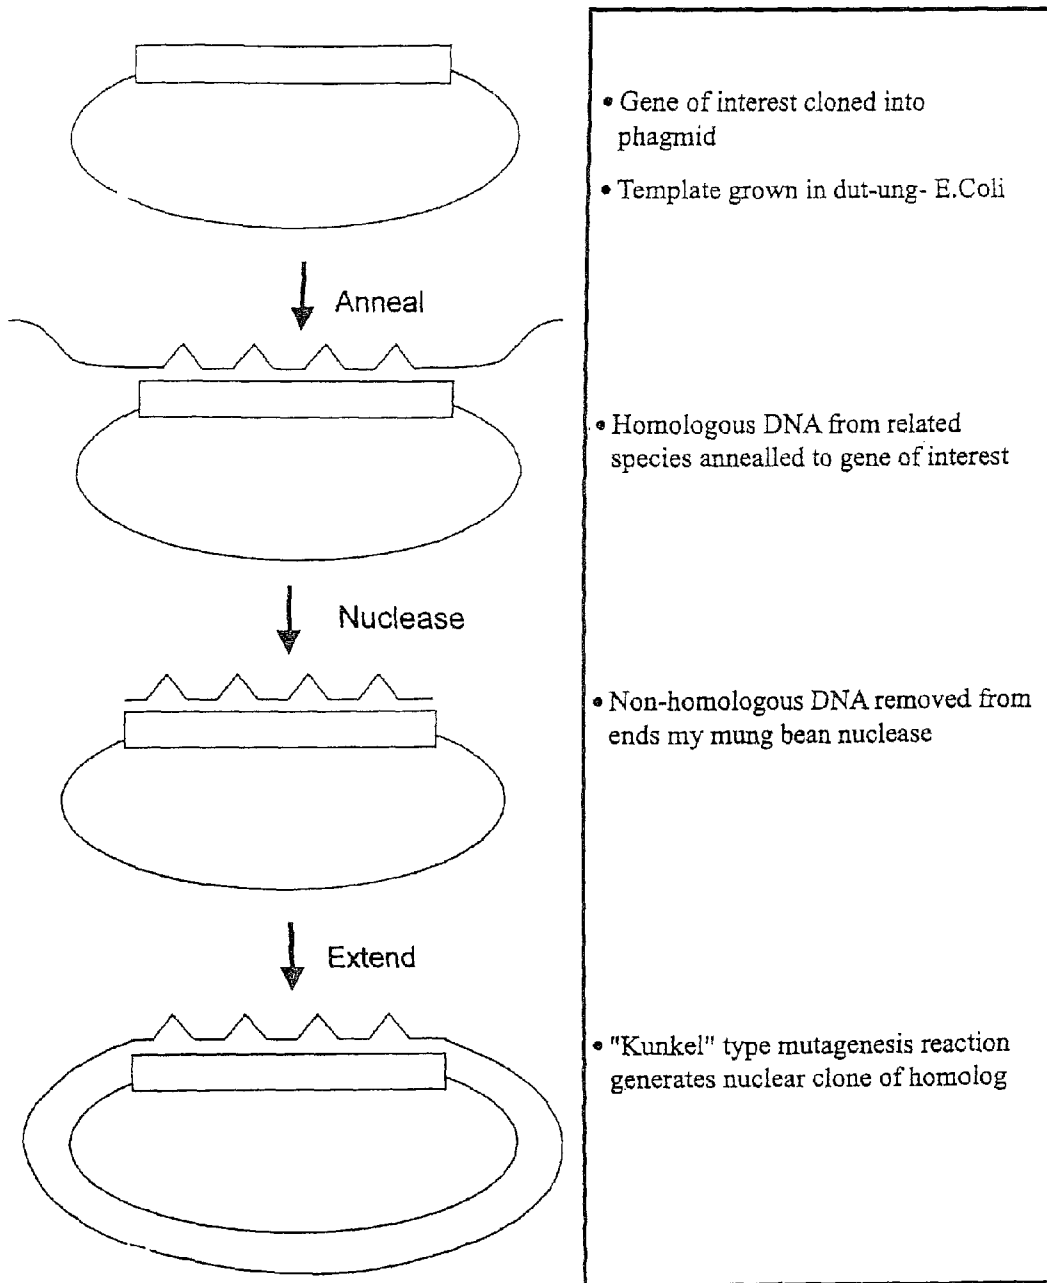 • Gene of interest cloned into
phagmid
• Template grown in dut-ung- E.Coli
Anneal
• Homologous DNA from related
species annealled to gene of interest
Nuclease
• Non-homologous DNA removed from
ends my mung bean nuclease
Extend
• "Kunkel" type mutagenesis reaction
generates nuclear clone of homolog